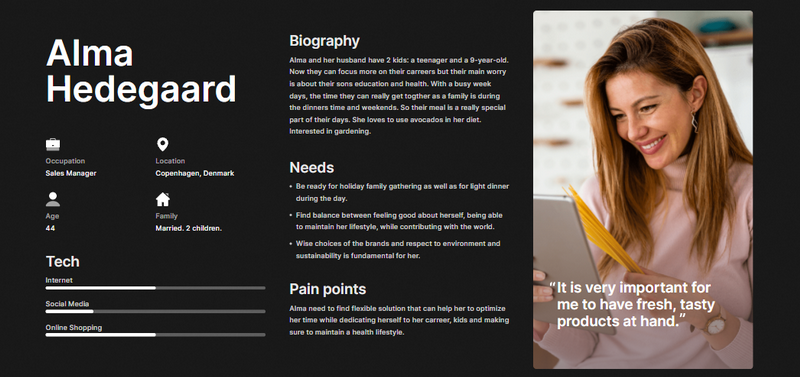 Alma
Hedegaard
Occupation
Sales Manager
Location
Copenhagen, Denmark
Age
44
Family
Married. 2 children.
Tech
Internet
Social Media
Online Shopping
Biography
Alma and her husband have 2 kids: a teenager and a 9-year-old.
Now they can focus more on their carreers but their main worry
is about their sons education and health. With a busy week
days, the time they can really get togther as a family is during
the dinners time and weekends. So their meal is a really special
part of their days. She loves to use avocados in her diet.
Interested in gardening.
Needs
• Be ready for holiday family gathering as well as for light dinner
during the day.
• Find balance between feeling good about herself, being able
to maintain her lifestyle, while contributing with the world.
• Wise choices of the brands and respect to environment and
sustainability is fundamental for her.
Pain points
Alma need to find flexible solution that can help her to optimize
her time while dedicating herself to her carreer, kids and making
sure to maintain a health lifestyle.
“It is very important for
me to have fresh, tasty
products at hand.”